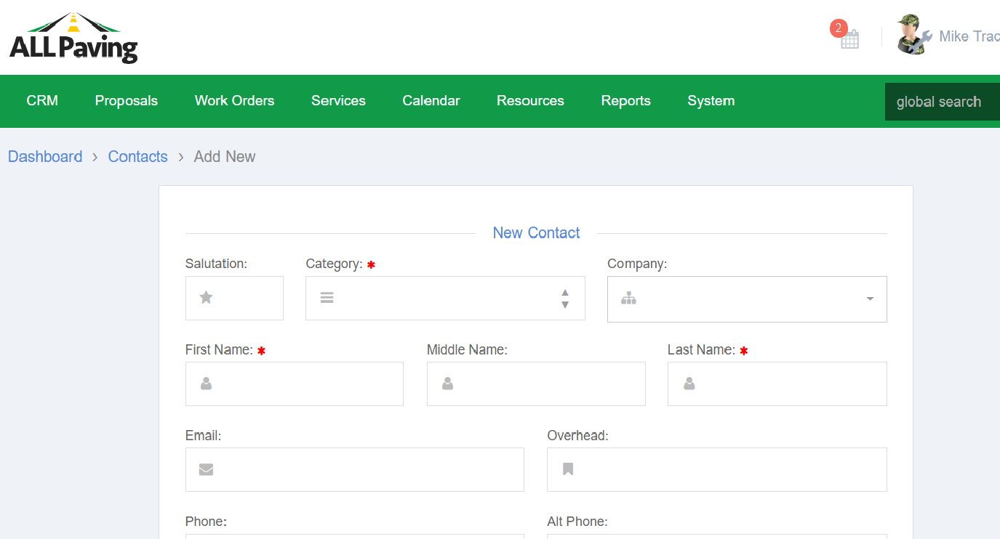 ALL Paving
2
Mike Trac
CRM Proposals Work Orders Services Calendar Resources Reports System global search
Dashboard > Contacts > Add New
New Contact
Salutation: Category: * Company:
First Name: * Middle Name: Last Name: *
Email: Overhead:
Phone: Alt Phone: